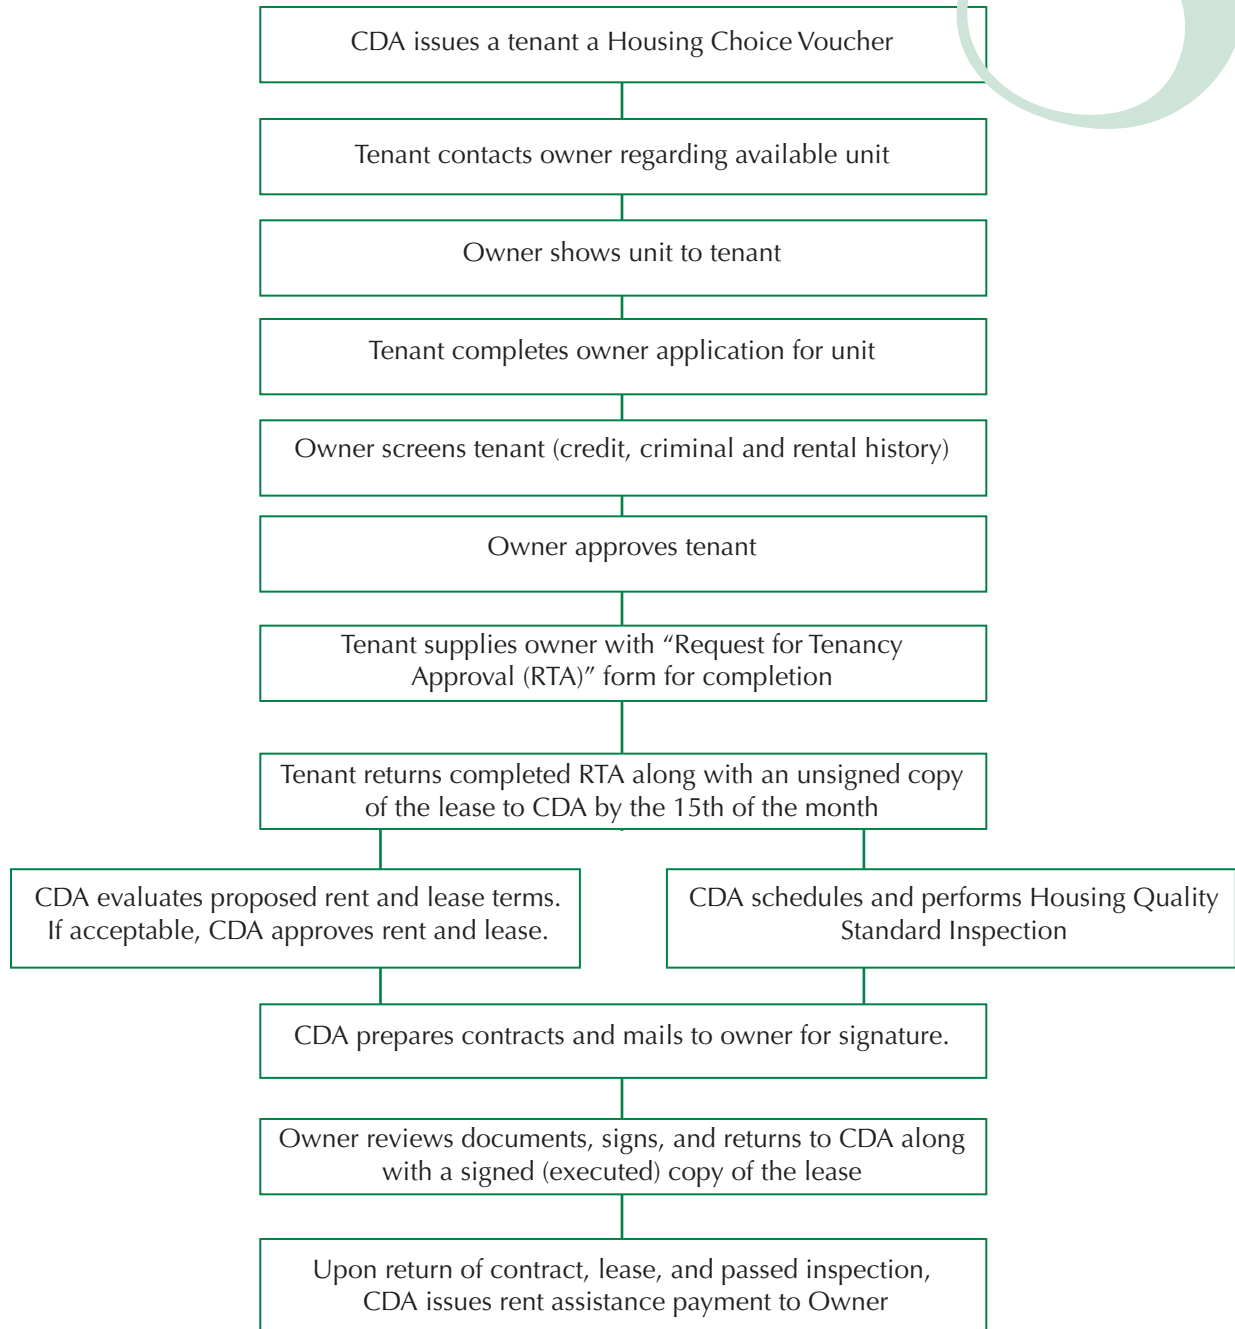 CDA issues a tenant a Housing Choice Voucher
Tenant contacts owner regarding available unit
Owner shows unit to tenant
Tenant completes owner application for unit
Owner screens tenant (credit, criminal and rental history)
Owner approves tenant
Tenant supplies owner with “Request for Tenancy
Approval (RTA)” form for completion
Tenant returns completed RTA along with an unsigned copy
of the lease to CDA by the 15th of the month
CDA evaluates proposed rent and lease terms.
If acceptable, CDA approves rent and lease.
CDA schedules and performs Housing Quality
Standard Inspection
CDA prepares contracts and mails to owner for signature.
Owner reviews documents, signs, and returns to CDA along
with a signed (executed) copy of the lease
Upon return of contract, lease, and passed inspection,
CDA issues rent assistance payment to Owner